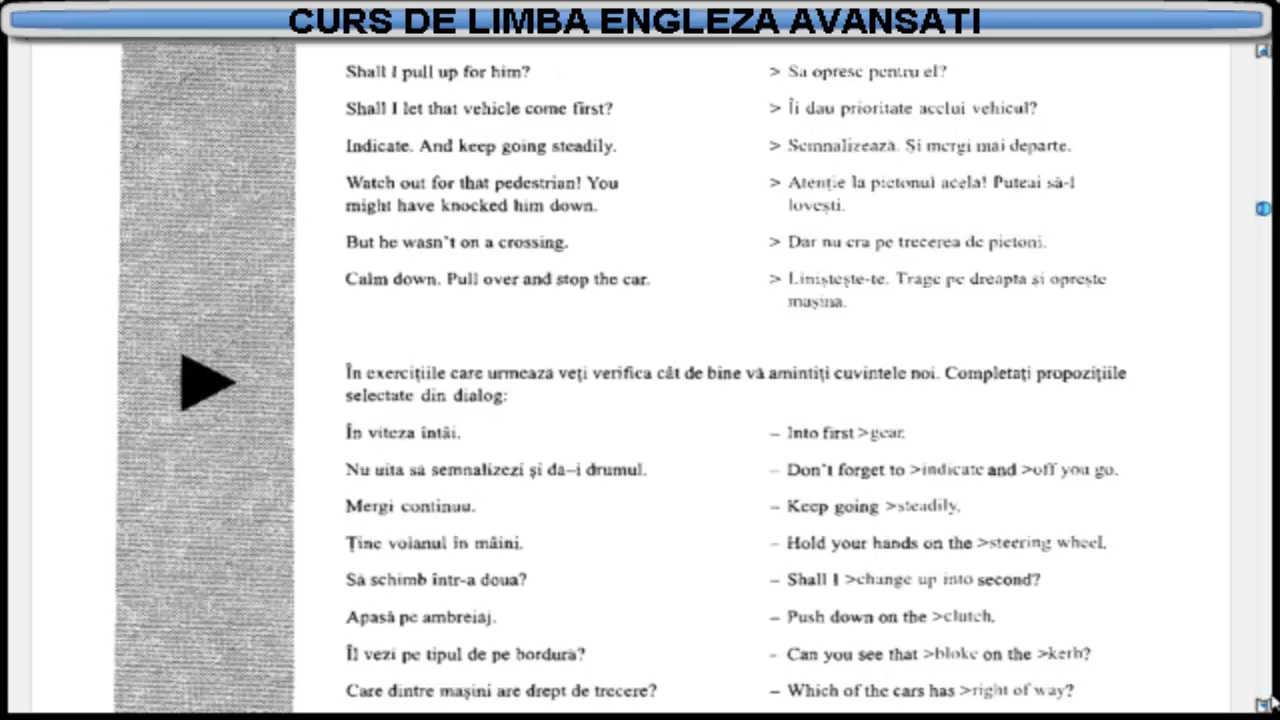 CURS DE LIMBA ENGLEZA AVANSATI
Shall I pull up for him? > Să opresc pentru el?
Shall I let that vehicle come first? > Îi dau prioritate acelui vehicul?
Indicate. And keep going steadily. > Semnalizează. Și mergi mai departe.
Watch out for that pedestrian! You > Atenție la pietonul acela! Puteai să-l
might have knocked him down. lovești.
But he wasn't on a crossing. > Dar nu era pe trecerea de pietoni.
Calm down. Pull over and stop the car. > Liniștește-te. Trage pe dreapta și oprește
mașina.
În exercițiile care urmează veți verifica cât de bine vă amintiți cuvintele noi. Completați propozițiile
selectate din dialog:
În viteza întâi. – Into first >gear.
Nu uita să semnalizezi și dă–i drumul. – Don't forget to >indicate and >off you go.
Mergi continuu. – Keep going >steadily.
Ține volanul în mâini. – Hold your hands on the >steering wheel.
Să schimb într-a doua? – Shall I >change up into second?
Apasă pe ambreiaj. – Push down on the >clutch.
Îl vezi pe tipul de pe bordură? – Can you see that >bloke on the >kerb?
Care dintre mașini are drept de trecere? – Which of the cars has >right of way?